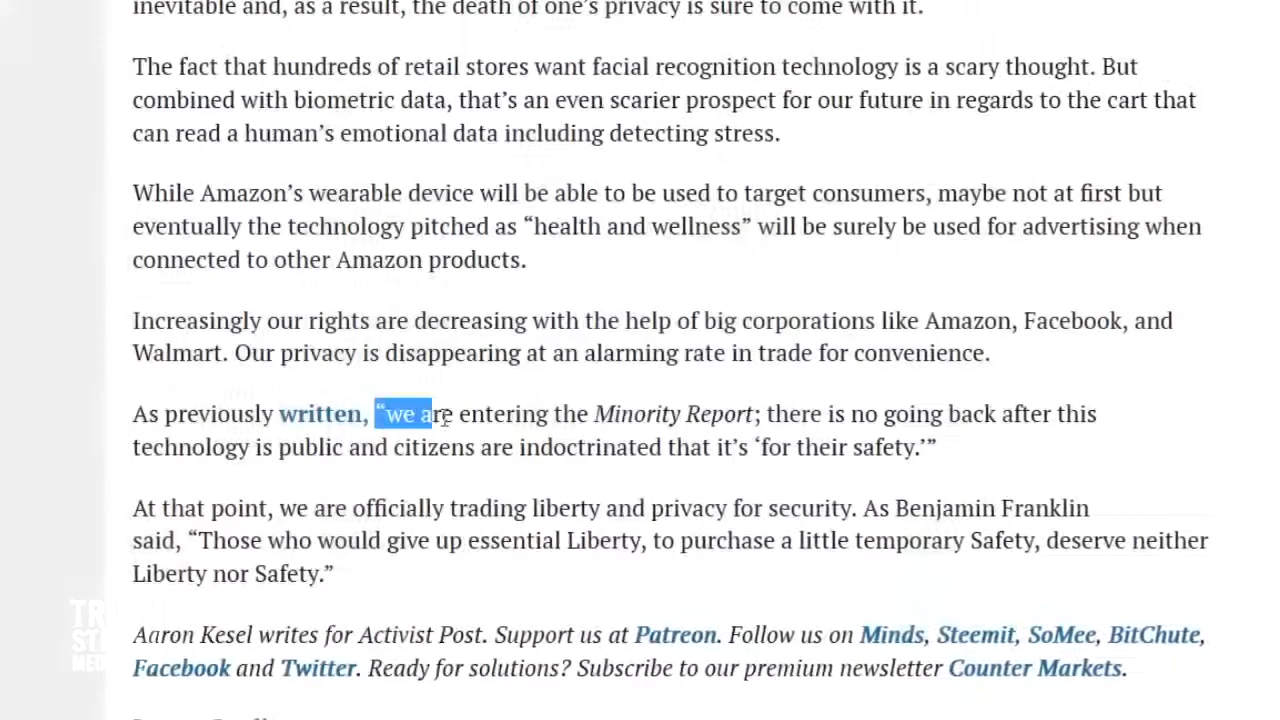 inevitable and, as a result, the death of one's privacy is sure to come with it.
The fact that hundreds of retail stores want facial recognition technology is a scary thought. But
combined with biometric data, that's an even scarier prospect for our future in regards to the cart that
can read a human's emotional data including detecting stress.
While Amazon's wearable device will be able to be used to target consumers, maybe not at first but
eventually the technology pitched as “health and wellness” will be surely be used for advertising when
connected to other Amazon products.
Increasingly our rights are decreasing with the help of big corporations like Amazon, Facebook, and
Walmart. Our privacy is disappearing at an alarming rate in trade for convenience.
As previously written, “we are entering the Minority Report; there is no going back after this
technology is public and citizens are indoctrinated that it's ‘for their safety.’”
At that point, we are officially trading liberty and privacy for security. As Benjamin Franklin
said, “Those who would give up essential Liberty, to purchase a little temporary Safety, deserve neither
Liberty nor Safety.”
Aaron Kesel writes for Activist Post. Support us at Patreon. Follow us on Minds, Steemit, SoMee, BitChute,
Facebook and Twitter. Ready for solutions? Subscribe to our premium newsletter Counter Markets.